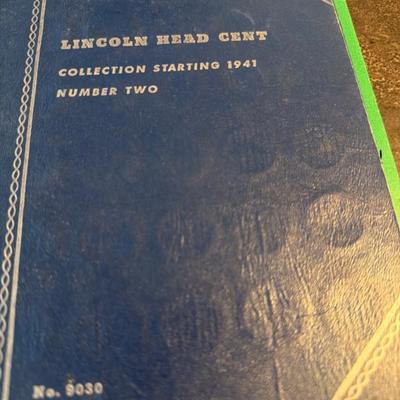 LINCOLN HEAD CENT
COLLECTION STARTING 1941
NUMBER TWO
No. 9030